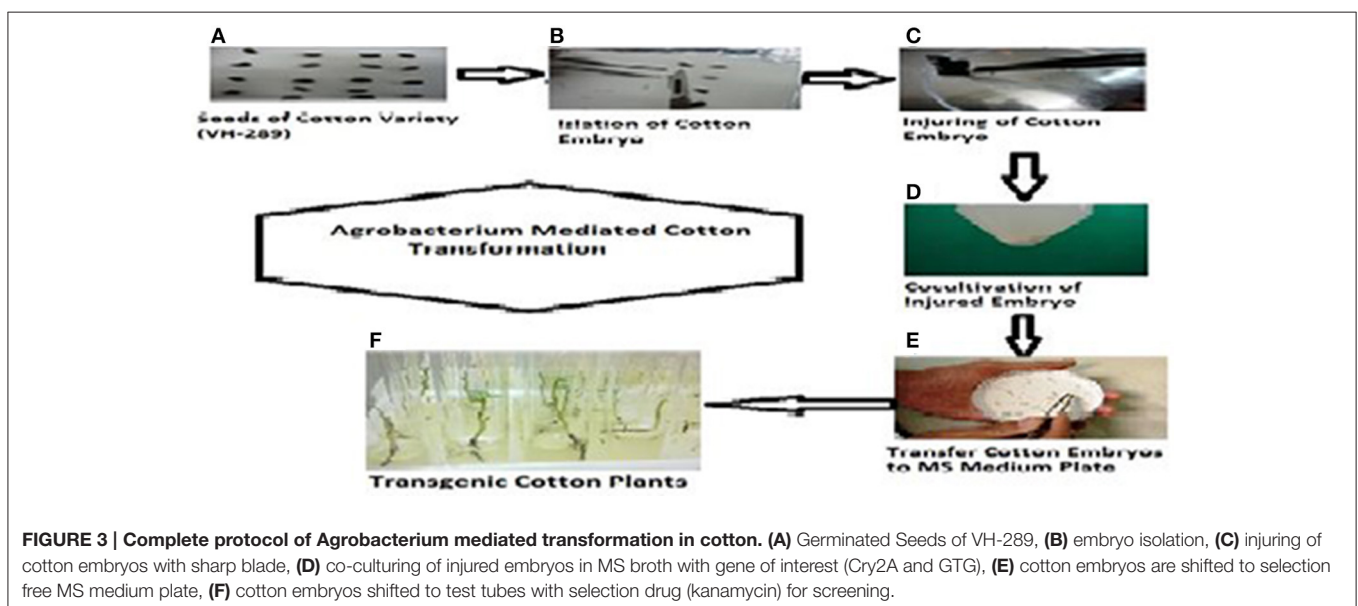 A
B
C
Seeds of Cotton Variety
(VH-289)
Islation of Cotton
Embryo
Injuring of Cotton
Embryo
D
Agrobacterium Mediated Cotton
Transformation
Cocultivation of
Injured Embryo
F
E
Transfer Cotton Embryos
to MS Medium Plate
Transgenic Cotton Plants
FIGURE 3 | Complete protocol of Agrobacterium mediated transformation in cotton. (A) Germinated Seeds of VH-289, (B) embryo isolation, (C) injuring of
cotton embryos with sharp blade, (D) co-culturing of injured embryos in MS broth with gene of interest (Cry2A and GTG), (E) cotton embryos are shifted to selection
free MS medium plate, (F) cotton embryos shifted to test tubes with selection drug (kanamycin) for screening.